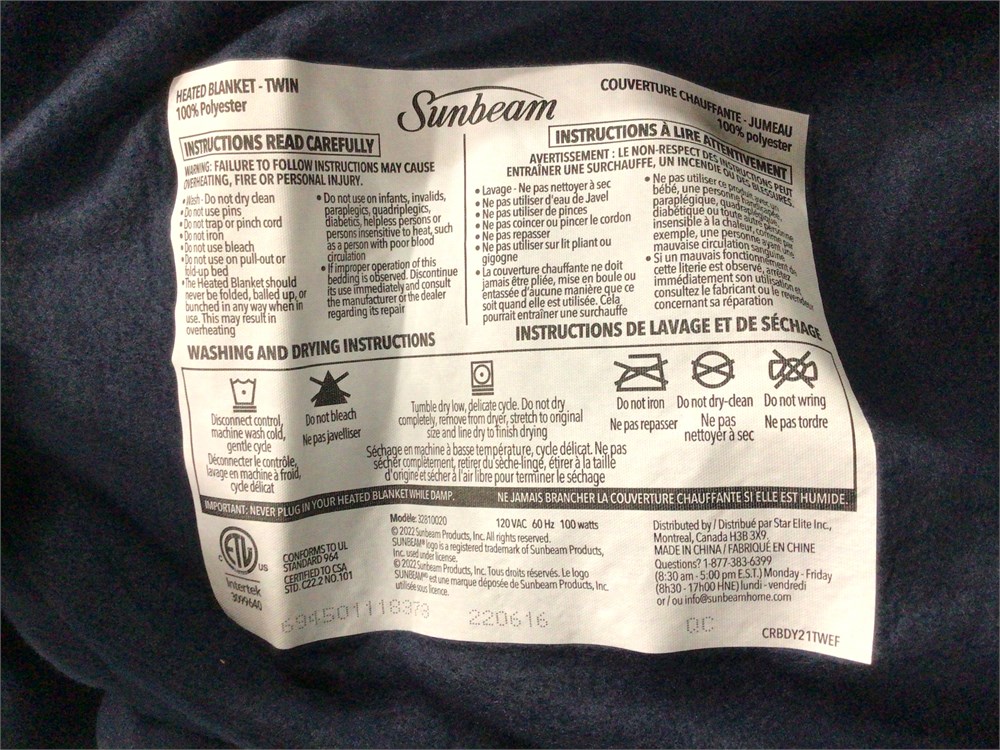 HEATED BLANKET - TWIN
100% Polyester
Sunbeam
COUVERTURE CHAUFFANTE - JUMEAU
100% polyester
INSTRUCTIONS READ CAREFULLY
WARNING: FAILURE TO FOLLOW INSTRUCTIONS MAY CAUSE
OVERHEATING, FIRE OR PERSONAL INJURY.
• Wash - Do not dry clean
• Do not use pins
• Do not trap or pinch cord
• Do not iron
• Do not use bleach
• Do not use on pull-out or
fold-up bed
• The Heated Blanket should
never be folded, balled up, or
bunched in any way when in
use. This may result in
overheating
• Do not use on infants, invalids,
paraplegics, quadriplegics,
diabetics, helpless persons or
persons insensitive to heat, such
as a person with poor blood
circulation
• If improper operation of this
bedding is observed. Discontinue
its use immediately and consult
the manufacturer or the dealer
regarding its repair
INSTRUCTIONS À LIRE ATTENTIVEMENT
AVERTISSEMENT : LE NON-RESPECT DES INSTRUCTIONS PEUT
ENTRAÎNER UNE SURCHAUFFE, UN INCENDIE OU DES BLESSURES.
• Lavage - Ne pas nettoyer à sec
• Ne pas utiliser d'eau de Javel
• Ne pas utiliser de pinces
• Ne pas coincer ou pincer le cordon
• Ne pas repasser
• Ne pas utiliser sur lit pliant ou
gigogne
• La couverture chauffante ne doit
jamais être pliée, mise en boule ou
entassée d'aucune manière que ce
soit quand elle est utilisée. Cela
pourrait entraîner une surchauffe
• Ne pas utiliser ce produit avec un
bébé, une personne handicapée,
paraplégique, quadraplégique,
diabétique ou toute autre personne
insensible à la chaleur, comme par
exemple, une personne ayant une
mauvaise circulation sanguine
• Si un mauvais fonctionnement de
cette literie est observé, arrêtez
immédiatement son utilisation et
consultez le fabricant ou le revendeur
concernant sa réparation
WASHING AND DRYING INSTRUCTIONS
INSTRUCTIONS DE LAVAGE ET DE SÉCHAGE
Disconnect control,
machine wash cold,
gentle cycle
Déconnecter le contrôle,
lavage en machine à froid,
cycle délicat
Do not bleach
Ne pas javelliser
Tumble dry low, delicate cycle. Do not dry
completely, remove from dryer, stretch to original
size and line dry to finish drying
Séchage en machine à basse température, cycle délicat. Ne pas
sécher complètement, retirer du sèche-linge, étirer à la taille
d'origine et sécher à l'air libre pour terminer le séchage
Do not iron
Ne pas repasser
Do not dry-clean
Ne pas
nettoyer à sec
Do not wring
Ne pas tordre
IMPORTANT: NEVER PLUG IN YOUR HEATED BLANKET WHILE DAMP.
NE JAMAIS BRANCHER LA COUVERTURE CHAUFFANTE SI ELLE EST HUMIDE.
C ETL US
Intertek
3099640
CONFORMS TO UL
STANDARD 964
CERTIFIED TO CSA
STD. C22.2 NO.101
Modèle: 32810020 120 VAC 60 Hz 100 watts
© 2022 Sunbeam Products, Inc. All rights reserved.
SUNBEAM® logo is a registered trademark of Sunbeam Products,
Inc. used under license.
© 2022 Sunbeam Products, Inc. Tous droits réservés. Le logo
SUNBEAM est une marque déposée de Sunbeam Products, Inc.
utilisée sous licence.
Distributed by / Distribué par Star Elite Inc.,
Montreal, Canada H3B 3X9.
MADE IN CHINA / FABRIQUÉ EN CHINE
Questions? 1-877-383-6399
(8:30 am - 5:00 pm E.S.T.) Monday - Friday
(8h30 - 17h00 HNE) lundi - vendredi
or / ou info@sunbeamhome.com
694501118373
220616
QC
CRBDY21TWEF